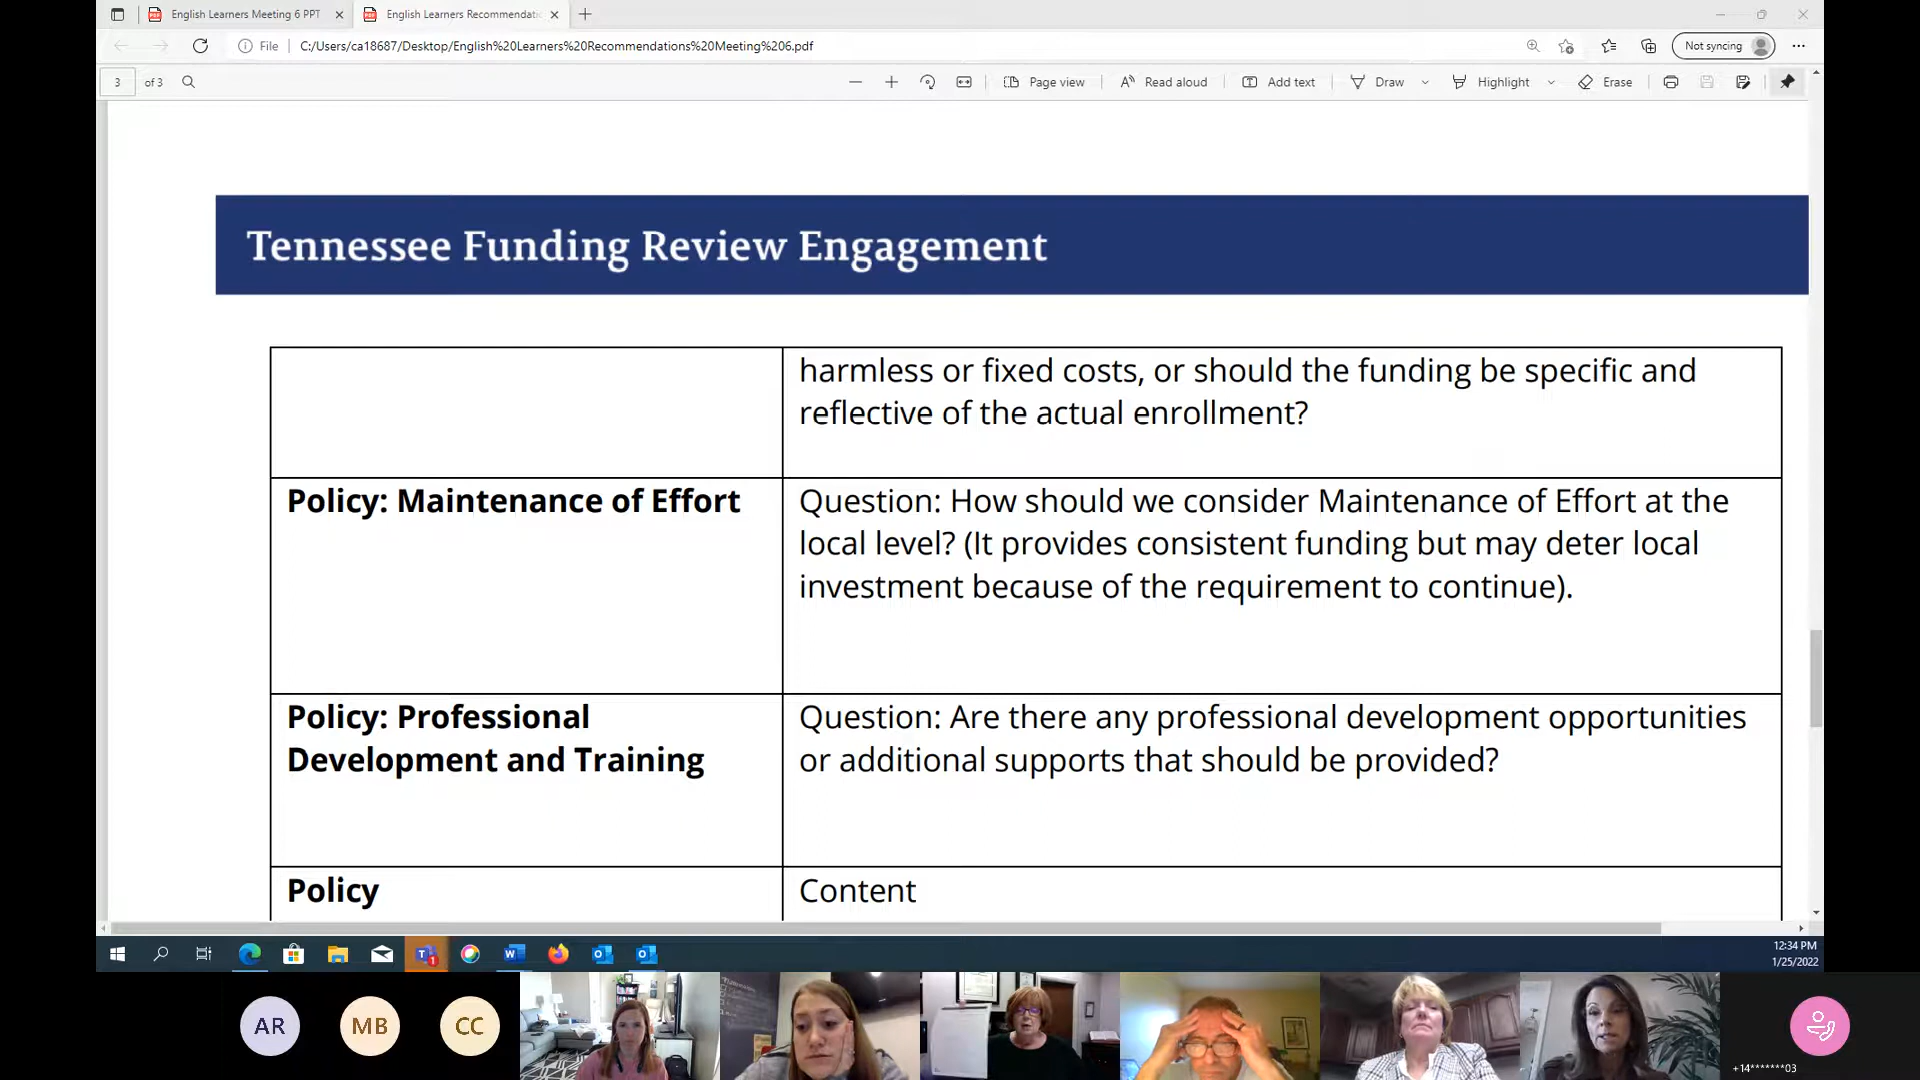 English Learners Meeting 6 PPT
English Learners Recommendati
File
C:/Users/ca18687/Desktop/English%20Learners%20Recommendations%20Meeting%206.pdf
Not syncing
3 of 3
Page view
Read aloud
Add text
Draw
Highlight
Erase
Tennessee Funding Review Engagement
harmless or fixed costs, or should the funding be specific and
reflective of the actual enrollment?
Policy: Maintenance of Effort
Question: How should we consider Maintenance of Effort at the
local level? (It provides consistent funding but may deter local
investment because of the requirement to continue).
Policy: Professional
Development and Training
Question: Are there any professional development opportunities
or additional supports that should be provided?
Policy
Content
12:34 PM
1/25/2022
AR
MB
CC
+14*******03